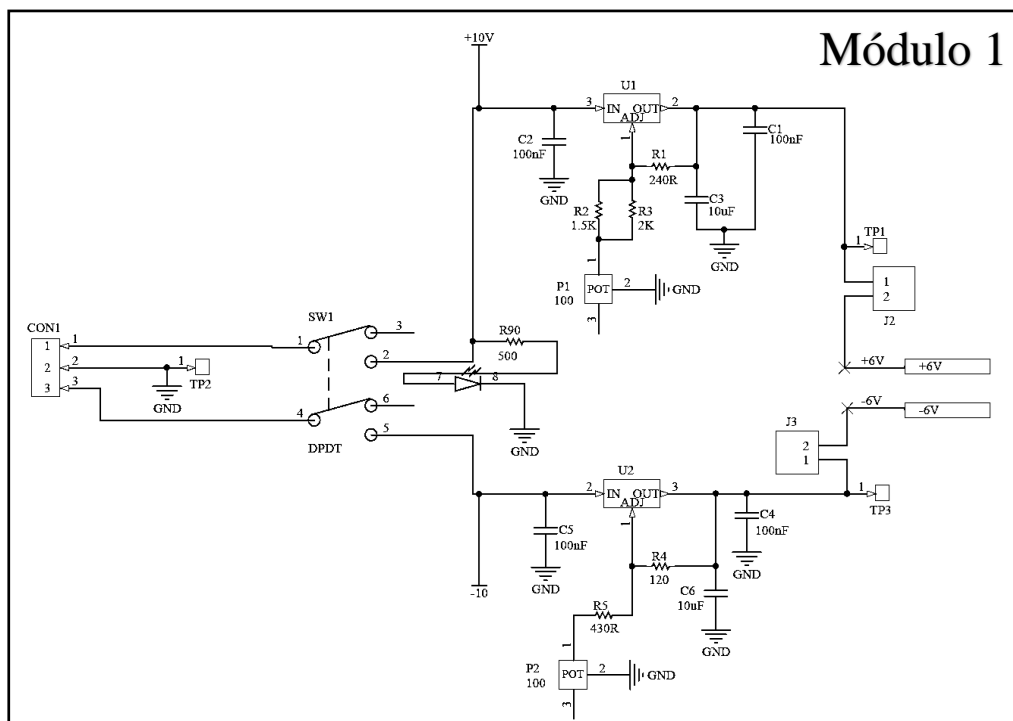 Módulo 1
+10V
U1
3
IN
OUT
2
ADJ
1
C2
100nF
GND
C1
100nF
R1
240R
R2
1.5K
R3
2K
C3
10uF
GND
1
P1
100
POT
2
GND
3
TP1
1
1
2
J2
+6V
+6V
SW1
1
3
2
R90
500
7
8
GND
CON1
1
2
3
1
2
3
1
TP2
GND
4
6
5
DPDT
-6V
-6V
J3
2
1
U2
2
IN
OUT
3
ADJ
1
1
TP3
C5
100nF
GND
-10
C4
100nF
GND
R4
120
C6
10uF
GND
R5
430R
1
P2
100
POT
2
GND
3